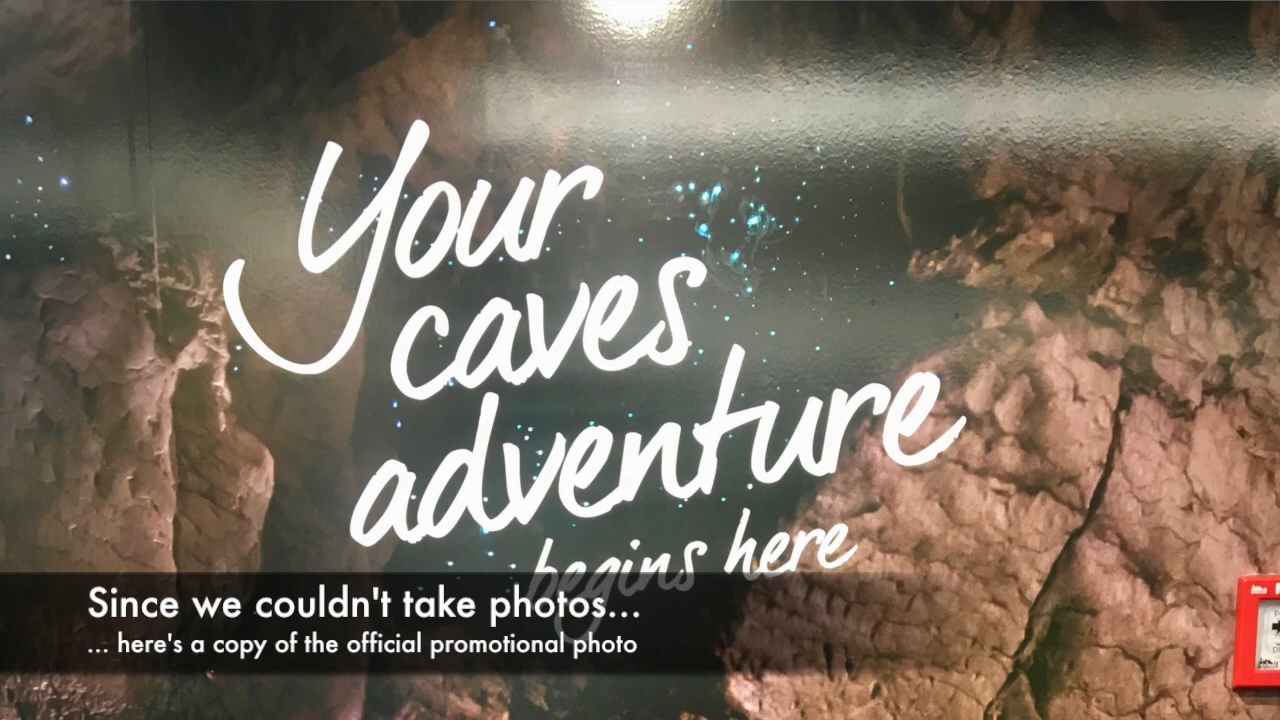 Your
caves
adventure
begins here
Since we couldn't take photos...
... here's a copy of the official promotional photo